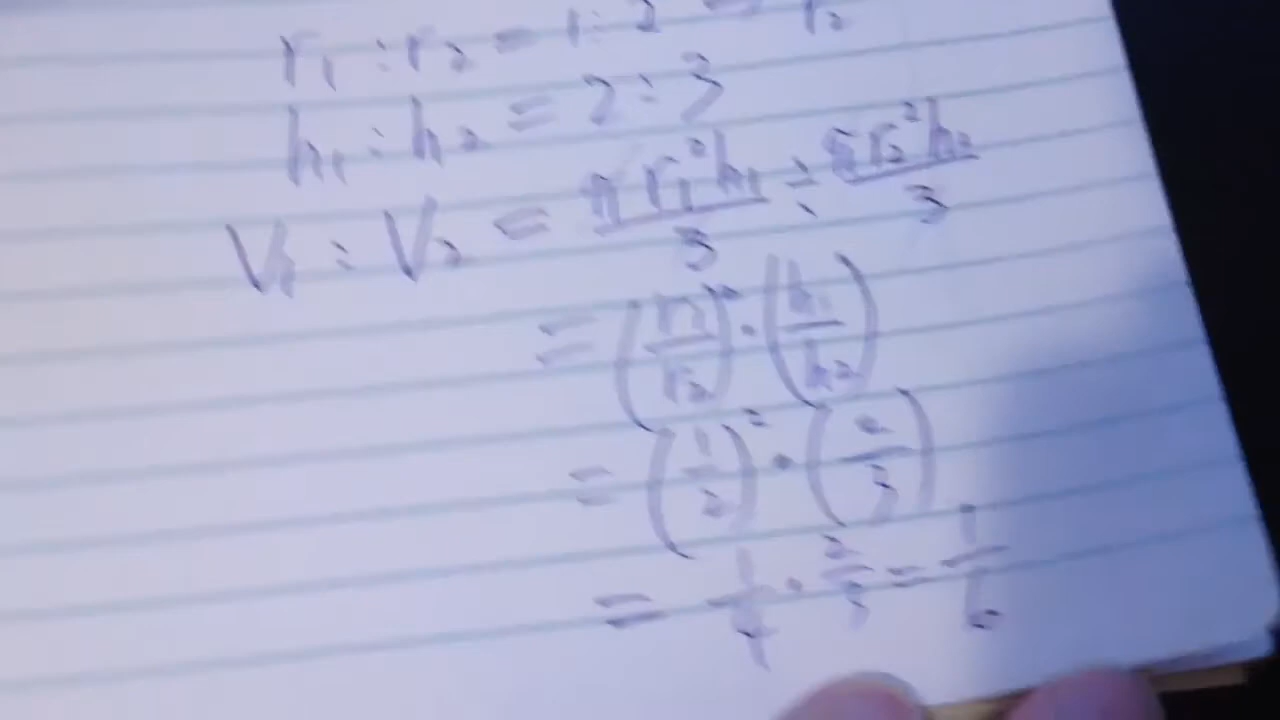 r₁ : r₂ = 1 : 2 = r₂
h₁ : h₂ = 2 : 3
V₁ : V₂ = πr₁²h₁/3 ÷ πr₂²h₂/3
= (r₁/r₂)² · (h₁/h₂)
= (1/2)² · (2/3)
= 1/4 · 2/3 = 1/6